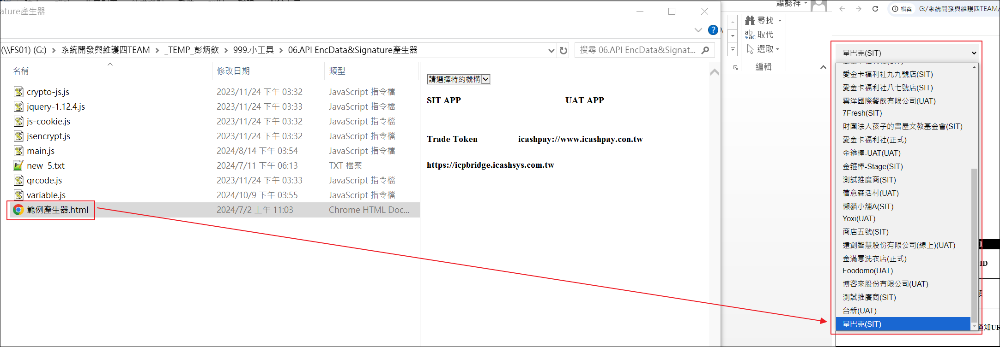 ature產生器
蕭懿祥
檔案 G:/系統開發與維護四TEAM/
尋找
取代
選取
編輯
(\\FS01) (G:) > 系統開發與維護四TEAM > _TEMP_彭炳欽 > 999.小工具 > 06.API EncData&Signature產生器
搜尋 06.API EncData&Signat...
名稱 修改日期 類型
crypto-js.js 2023/11/24 下午 03:32 JavaScript 指令檔
jquery-1.12.4.js 2023/11/24 下午 03:33 JavaScript 指令檔
js-cookie.js 2023/11/24 下午 03:32 JavaScript 指令檔
jsencrypt.js 2023/11/24 下午 03:32 JavaScript 指令檔
main.js 2024/8/14 下午 03:54 JavaScript 指令檔
new 5.txt 2024/7/11 下午 06:13 TXT 檔案
qrcode.js 2023/11/24 下午 03:33 JavaScript 指令檔
variable.js 2024/10/9 下午 03:55 JavaScript 指令檔
範例產生器.html 2024/7/2 上午 11:03 Chrome HTML Doc...
請選擇特約機構
SIT APP UAT APP
Trade Token icashpay://www.icashpay.con.tw
https://icpbridge.icashsys.com.tw
星巴克(SIT)
愛金卡福利社九九號店(SIT)
愛金卡福利社八七號店(SIT)
雲洋國際餐飲有限公司(UAT)
7Fresh(SIT)
財團法人孩子的書屋文教基金會(SIT)
愛金卡福利社(正式)
金箍棒-UAT(UAT)
金箍棒-Stage(SIT)
測試推廣商(SIT)
檜意森活村(UAT)
懶貓小舖A(SIT)
Yoxi(UAT)
商店五號(SIT)
遠創智慧股份有限公司(線上)(UAT)
金滿意洗衣店(正式)
Foodomo(UAT)
博客來股份有限公司(UAT)
測試推廣商(SIT)
台新(UAT)
星巴克(SIT)
ID
通知UR